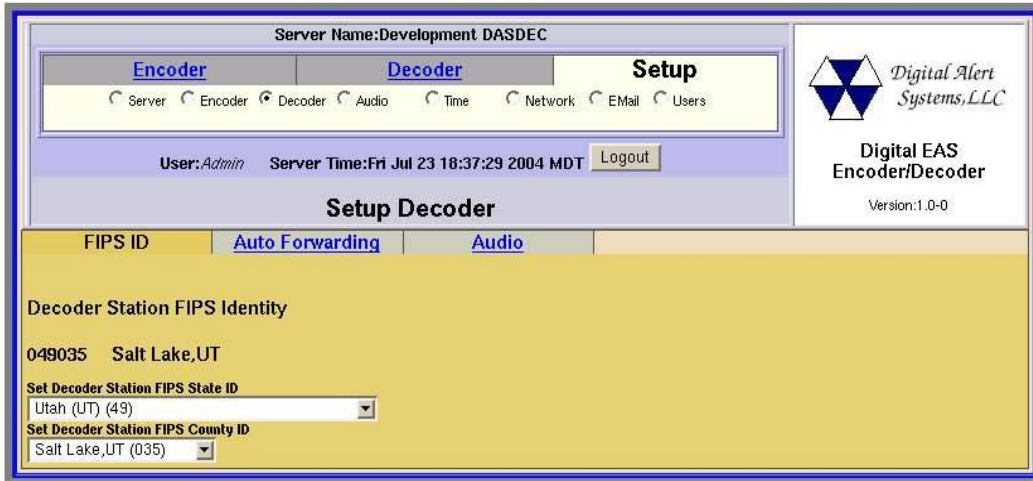 Server Name:Development DASDEC
Encoder Decoder Setup
Server Encoder Decoder Audio Time Network EMail Users
User:Admin Server Time:Fri Jul 23 18:37:29 2004 MDT Logout
Setup Decoder
Digital Alert
Systems,LLC
Digital EAS
Encoder/Decoder
Version:1.0-0
FIPS ID Auto Forwarding Audio
Decoder Station FIPS Identity
049035 Salt Lake,UT
Set Decoder Station FIPS State ID
Utah (UT) (49)
Set Decoder Station FIPS County ID
Salt Lake,UT (035)